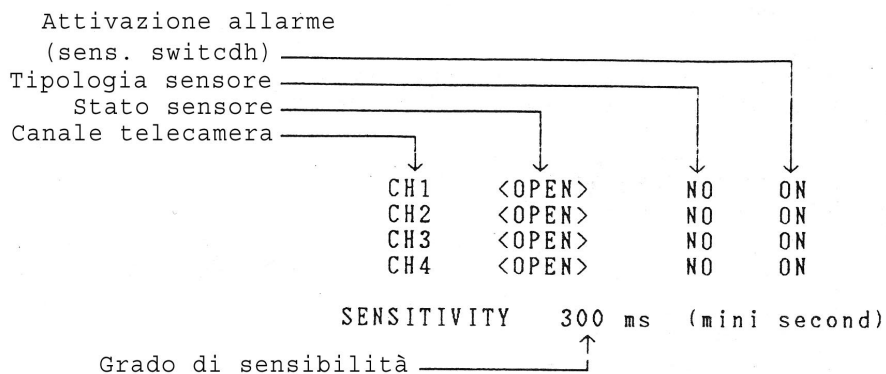 Attivazione allarme
(sens. switcdh)
Tipologia sensore
Stato sensore
Canale telecamera
CH1 <OPEN> NO ON
CH2 <OPEN> NO ON
CH3 <OPEN> NO ON
CH4 <OPEN> NO ON
SENSITIVITY 300 ms (mini second)
Grado di sensibilità